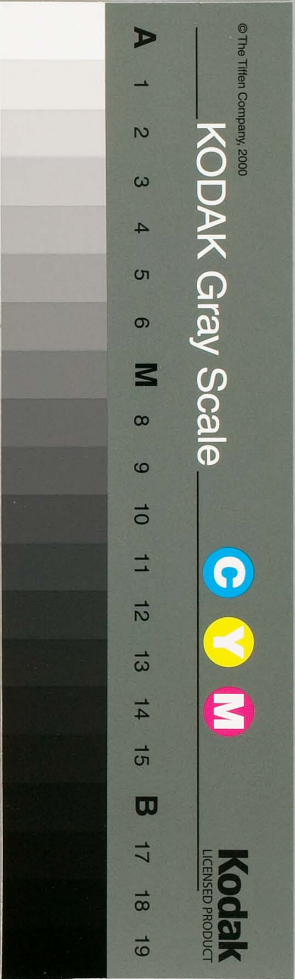 © The Tiffen Company, 2000
KODAK Gray Scale
C Y M
Kodak
LICENSED PRODUCT
A 1 2 3 4 5 6 M 8 9 10 11 12 13 14 15 B 17 18 19